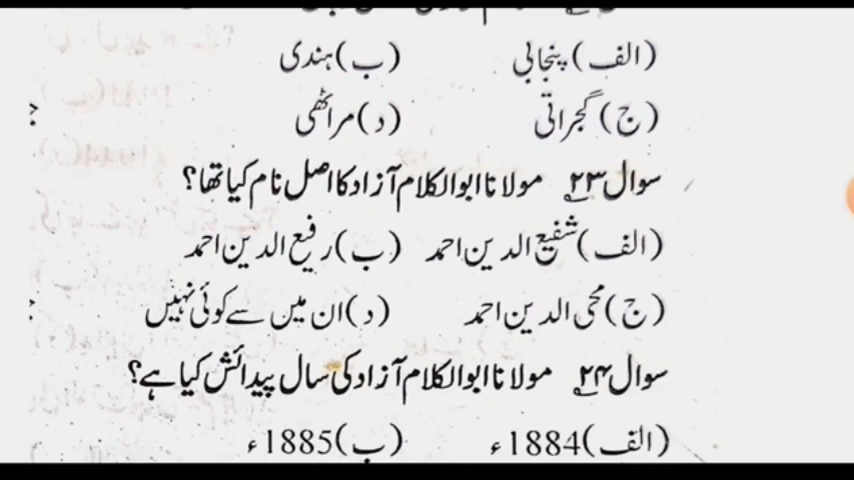 (الف) پنجابی (ب) ہندی
(ج) گجراتی (د) مراٹھی
سوال ۲۳ مولانا ابوالکلام آزاد کا اصل نام کیا تھا؟
(الف) شفیع الدین احمد (ب) رفیع الدین احمد
(ج) محی الدین احمد (د) ان میں سے کوئی نہیں
سوال ۲۴ مولانا ابوالکلام آزاد کی سال پیدائش کیا ہے؟
(الف) 1884ء (ب) 1885ء